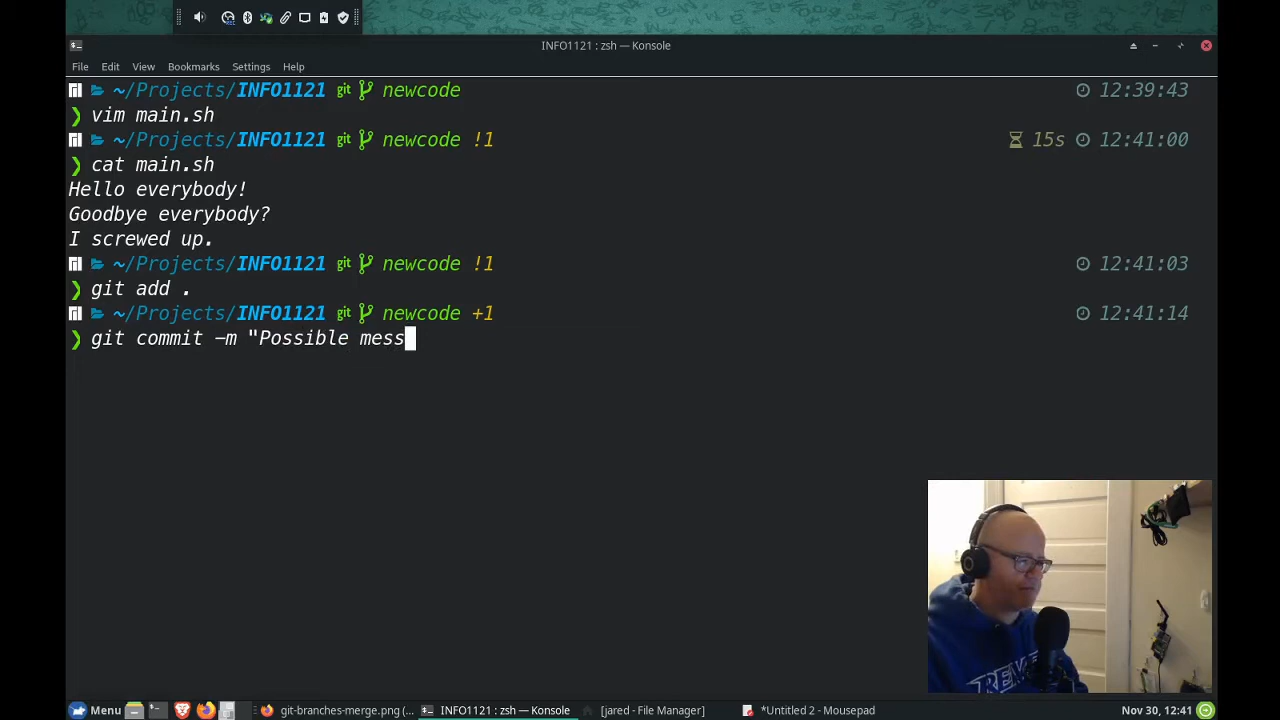 INFO1121 : zsh — Konsole
File Edit View Bookmarks Settings Help
~/Projects/INFO1121 git newcode 12:39:43
❯ vim main.sh
~/Projects/INFO1121 git newcode !1 15s 12:41:00
❯ cat main.sh
Hello everybody!
Goodbye everybody?
I screwed up.
~/Projects/INFO1121 git newcode !1 12:41:03
❯ git add .
~/Projects/INFO1121 git newcode +1 12:41:14
❯ git commit -m "Possible mess
Menu git-branches-merge.png (... INFO1121 : zsh — Konsole [jared - File Manager] *Untitled 2 - Mousepad Nov 30, 12:41